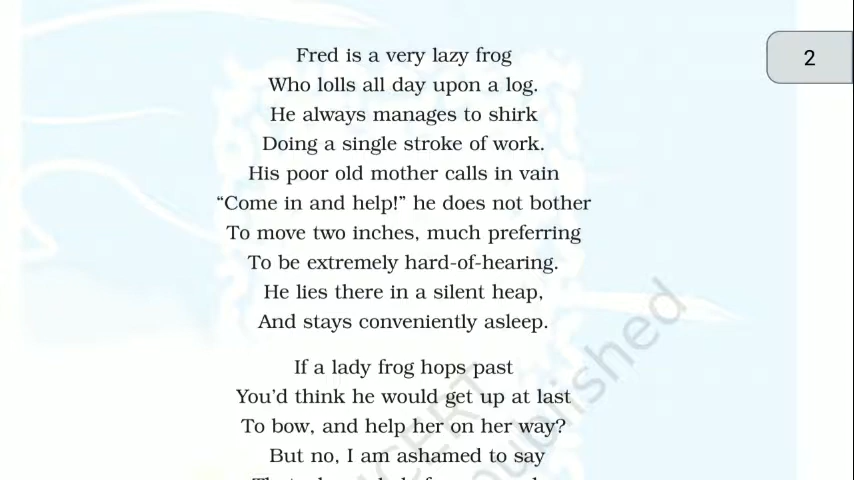 2
Fred is a very lazy frog
Who lolls all day upon a log.
He always manages to shirk
Doing a single stroke of work.
His poor old mother calls in vain
“Come in and help!” he does not bother
To move two inches, much preferring
To be extremely hard-of-hearing.
He lies there in a silent heap,
And stays conveniently asleep.
If a lady frog hops past
You’d think he would get up at last
To bow, and help her on her way?
But no, I am ashamed to say